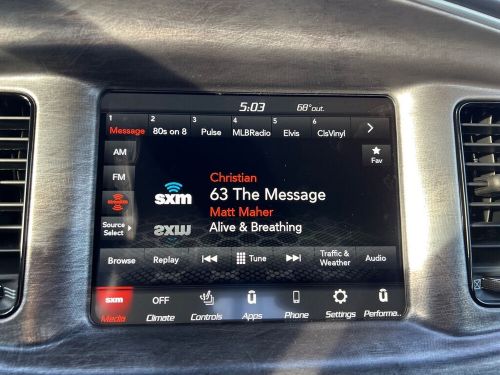 5:03 68° out.
1 2 3 4 5 6
Message 80s on 8 Pulse MLBRadio Elvis ClsVinyl
AM
Fav
Christian
FM
63 The Message
sxm
Matt Maher
Source Select
Alive & Breathing
Browse Replay Tune Traffic & Weather Audio
sxm OFF
Media Climate Controls Apps Phone Settings Performa..